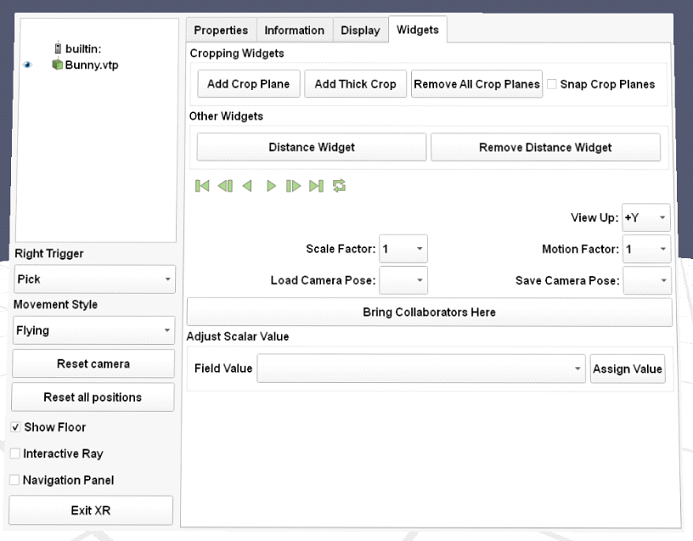 Properties Information Display Widgets
builtin:
Bunny.vtp
Cropping Widgets
Add Crop Plane Add Thick Crop Remove All Crop Planes Snap Crop Planes
Other Widgets
Distance Widget Remove Distance Widget
View Up: +Y
Right Trigger
Pick
Scale Factor: 1 Motion Factor: 1
Load Camera Pose: Save Camera Pose:
Movement Style
Flying
Bring Collaborators Here
Adjust Scalar Value
Field Value Assign Value
Reset camera
Reset all positions
Show Floor
Interactive Ray
Navigation Panel
Exit XR